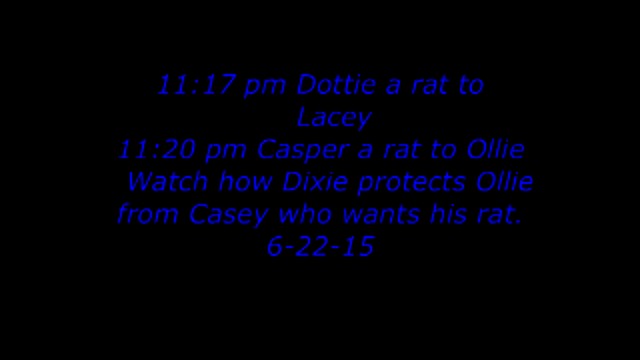 11:17 pm Dottie a rat to
Lacey
11:20 pm Casper a rat to Ollie
Watch how Dixie protects Ollie
from Casey who wants his rat.
6-22-15